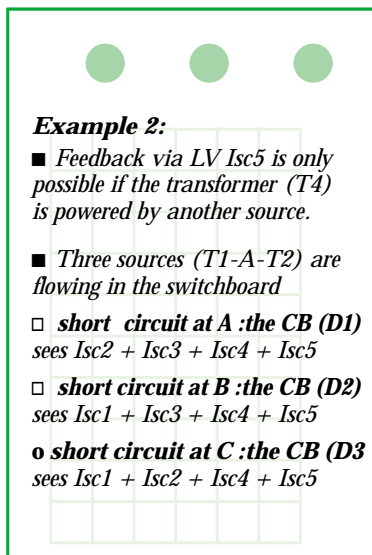 Example 2:
■ Feedback via LV Isc5 is only
possible if the transformer (T4)
is powered by another source.
■ Three sources (T1-A-T2) are
flowing in the switchboard
□ short circuit at A :the CB (D1)
sees Isc2 + Isc3 + Isc4 + Isc5
□ short circuit at B :the CB (D2)
sees Isc1 + Isc3 + Isc4 + Isc5
o short circuit at C :the CB (D3
sees Isc1 + Isc2 + Isc4 + Isc5